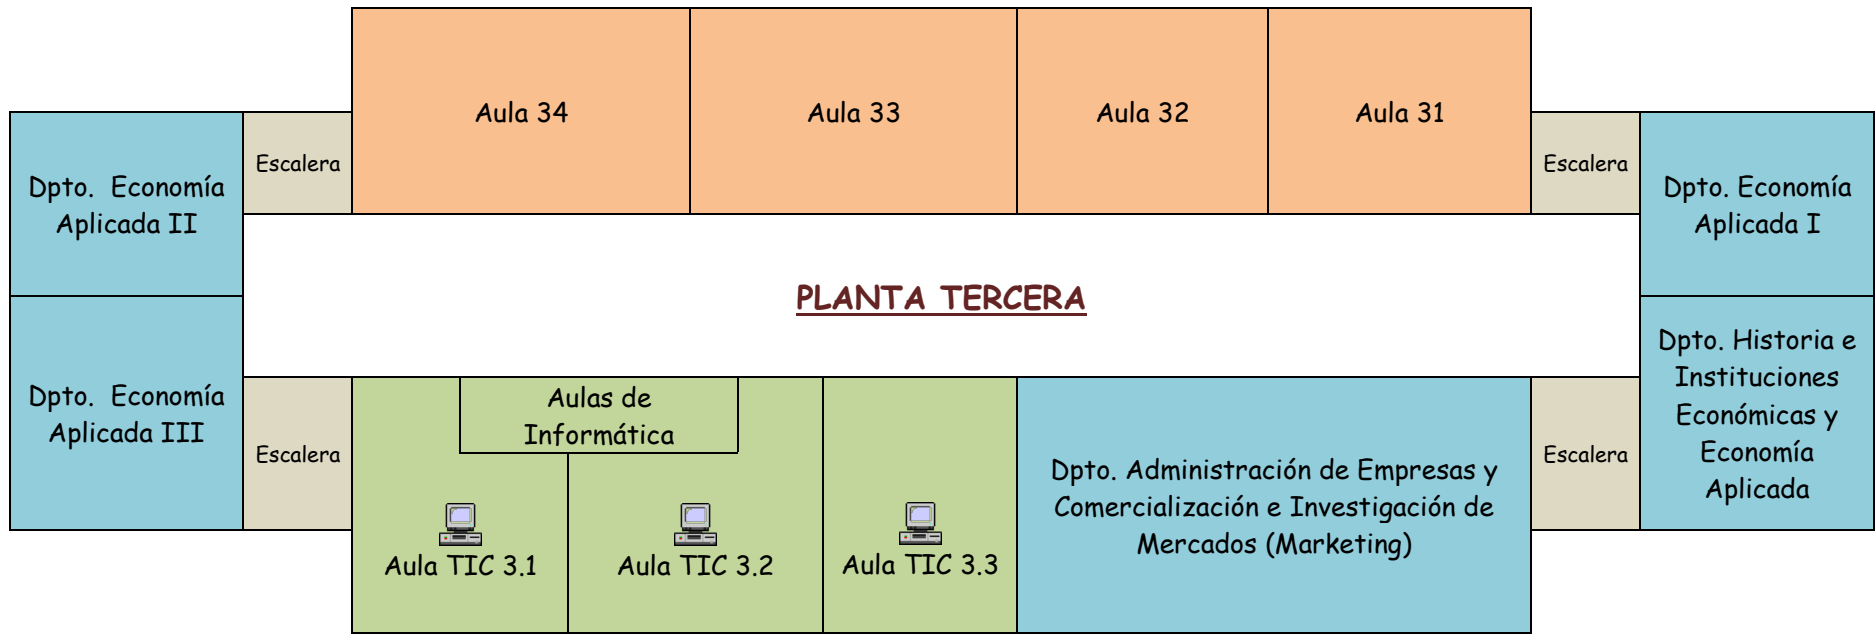 Aula 34
Aula 33
Aula 32
Aula 31
Escalera
Escalera
Dpto. Economía
Aplicada II
Dpto. Economía
Aplicada I
PLANTA TERCERA
Dpto. Economía
Aplicada III
Dpto. Historia e
Instituciones
Económicas y
Economía
Aplicada
Escalera
Aulas de
Informática
Aula TIC 3.1
Aula TIC 3.2
Aula TIC 3.3
Dpto. Administración de Empresas y
Comercialización e Investigación de
Mercados (Marketing)
Escalera